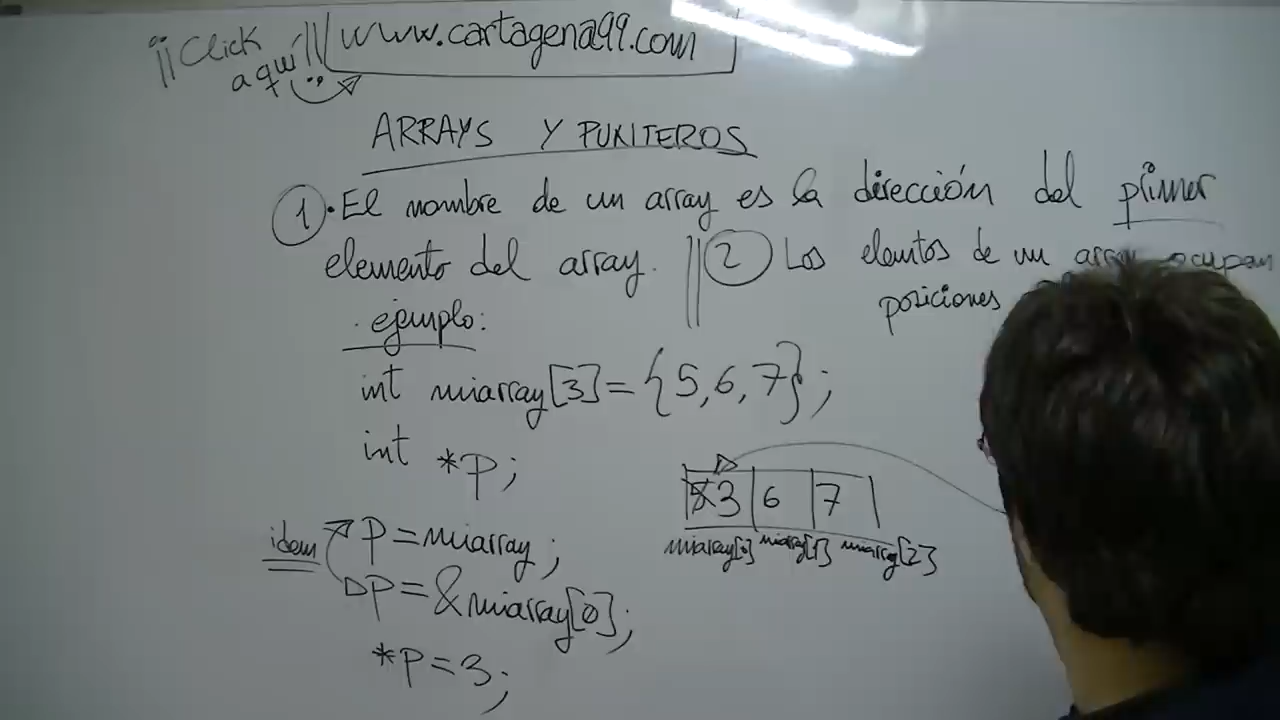 ¡¡Click
aquí!!
www.cartagena99.com
ARRAYS Y PUNTEROS
1 · El nombre de un array es la dirección del primer
elemento del array.
2 Los elemtos de un array ocupan
posiciones
· ejemplo:
int miarray[3]={5,6,7};
int *p;
5 3 6 7
miarray[0] miarray[1] miarray[2]
idem p=miarray;
p=&miarray[0];
*p=3;